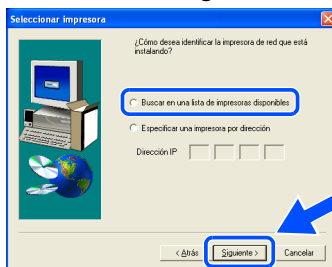 Seleccionar impresora
¿Cómo desea identificar la impresora de red que está
instalando?
Buscar en una lista de impresoras disponibles
Especificar una impresora por dirección
Dirección IP
< Atrás
Siguiente >
Cancelar